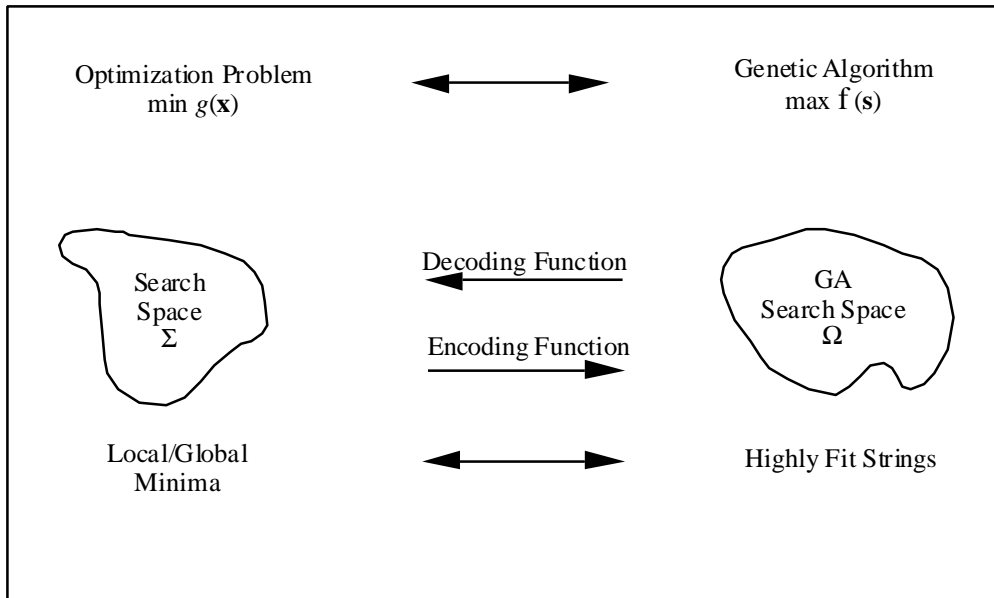 Optimization Problem
min g(x)
Genetic Algorithm
max f (s)
Search
Space
Σ
Decoding Function
Encoding Function
GA
Search Space
Ω
Local/Global
Minima
Highly Fit Strings